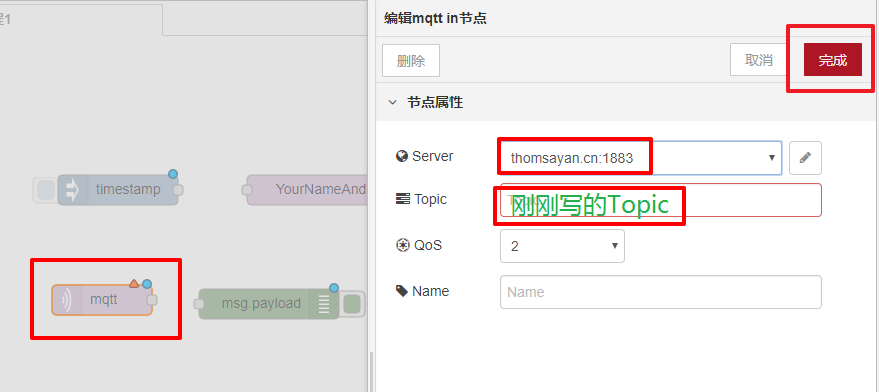 程1
编辑mqtt in节点
删除
取消
完成
节点属性
timestamp
YourNameAnd
mqtt
msg.payload
Server
thomsayan.cn:1883
Topic
刚刚写的Topic
QoS
2
Name
Name